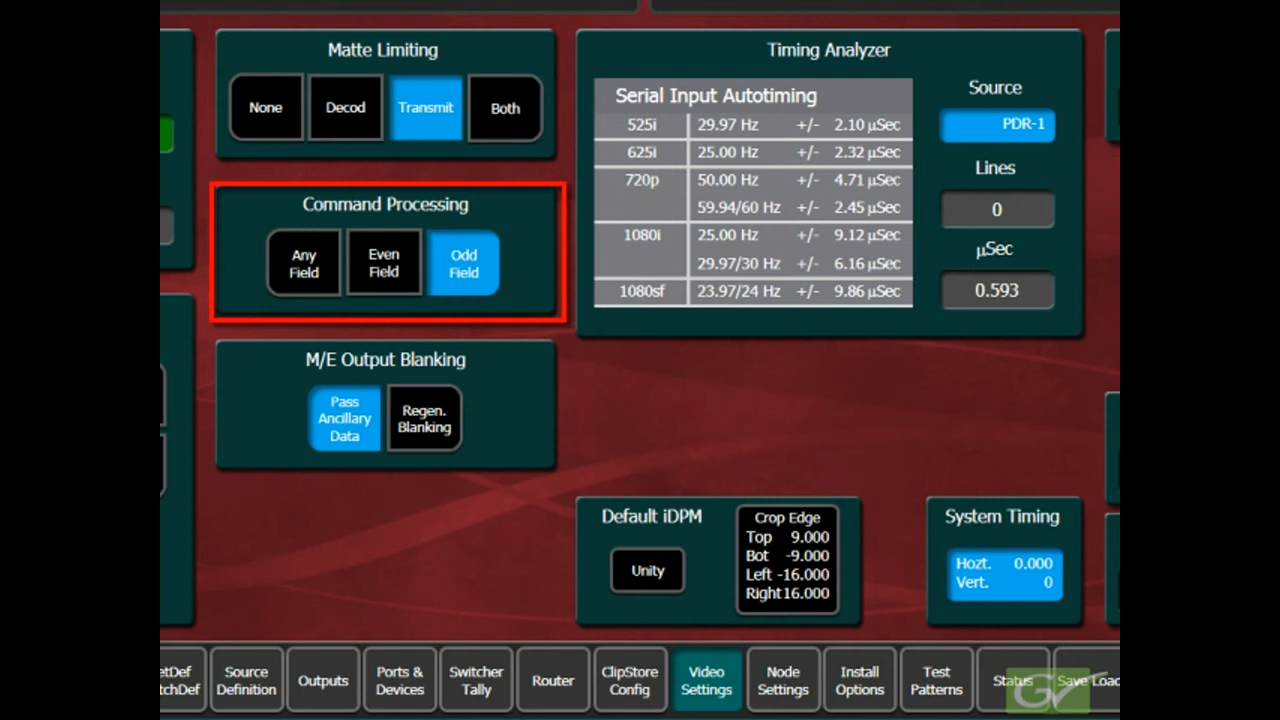 Matte Limiting
None
Decod
Transmit
Both
Command Processing
Any
Field
Even
Field
Odd
Field
M/E Output Blanking
Pass
Ancillary
Data
Regen.
Blanking
Timing Analyzer
Serial Input Autotiming
525i 29.97 Hz +/- 2.10 µSec
625i 25.00 Hz +/- 2.32 µSec
720p 50.00 Hz +/- 4.71 µSec
59.94/60 Hz +/- 2.45 µSec
1080i 25.00 Hz +/- 9.12 µSec
29.97/30 Hz +/- 6.16 µSec
1080sf 23.97/24 Hz +/- 9.86 µSec
Source
PDR-1
Lines
0
µSec
0.593
Default iDPM
Unity
Crop Edge
Top 9.000
Bot -9.000
Left -16.000
Right 16.000
System Timing
Hozt. 0.000
Vert. 0
etDef
tchDef
Source
Definition
Outputs
Ports &
Devices
Switcher
Tally
Router
ClipStore
Config
Video
Settings
Node
Settings
Install
Options
Test
Patterns
Status
Save Load
GV